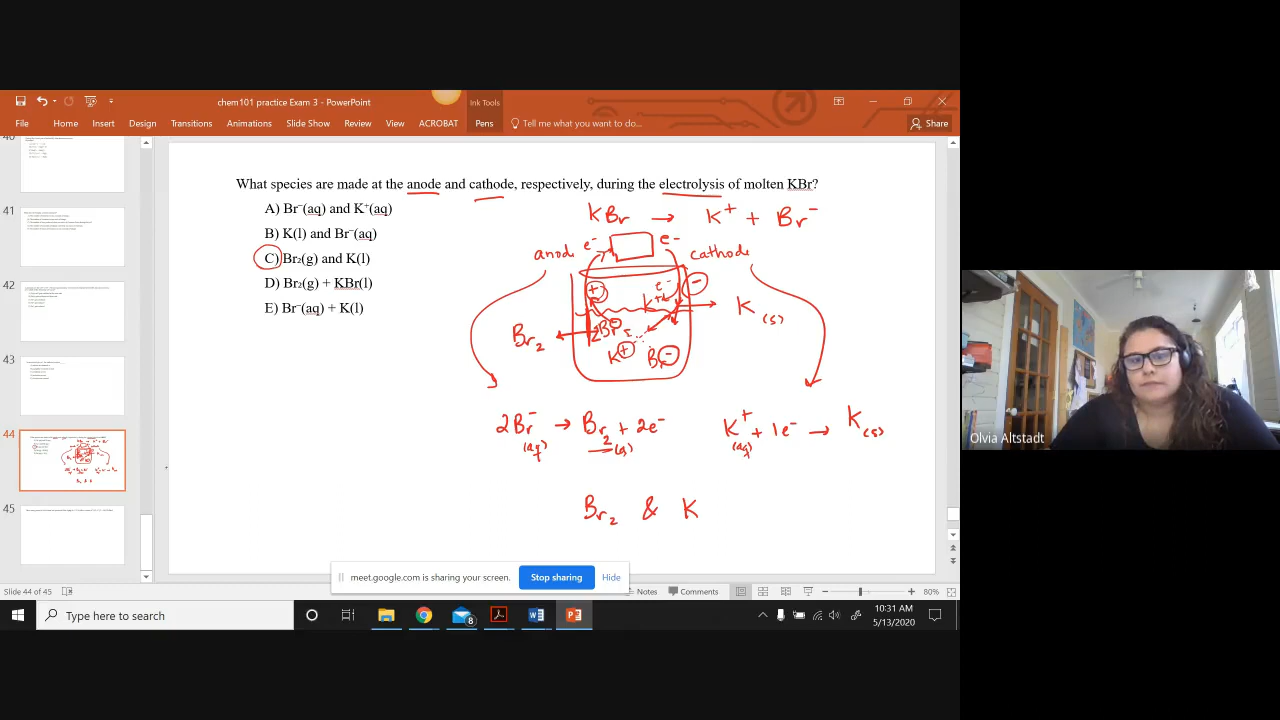 chem101 practice Exam 3 - PowerPoint
Ink Tools
File Home Insert Design Transitions Animations Slide Show Review View ACROBAT Pens Tell me what you want to do... Share
What species are made at the anode and cathode, respectively, during the electrolysis of molten KBr?
A) Br⁻(aq) and K⁺(aq)
B) K(l) and Br⁻(aq)
C) Br₂(g) and K(l)
D) Br₂(g) + KBr(l)
E) Br⁻(aq) + K(l)
KBr → K⁺ + Br⁻
anode e⁻ e⁻ cathode
+ e⁻ −
K⁺ K (s)
Br₂ 2Br⁻
K⁺ Br⁻
2Br⁻ (aq) → Br₂ (g) + 2e⁻
K⁺ (aq) + 1e⁻ → K (s)
Br₂ & K
40
41
42
43
44
45
meet.google.com is sharing your screen. Stop sharing Hide
Slide 44 of 45 Notes Comments 80%
Type here to search
8
10:31 AM
5/13/2020
Olvia Altstadt